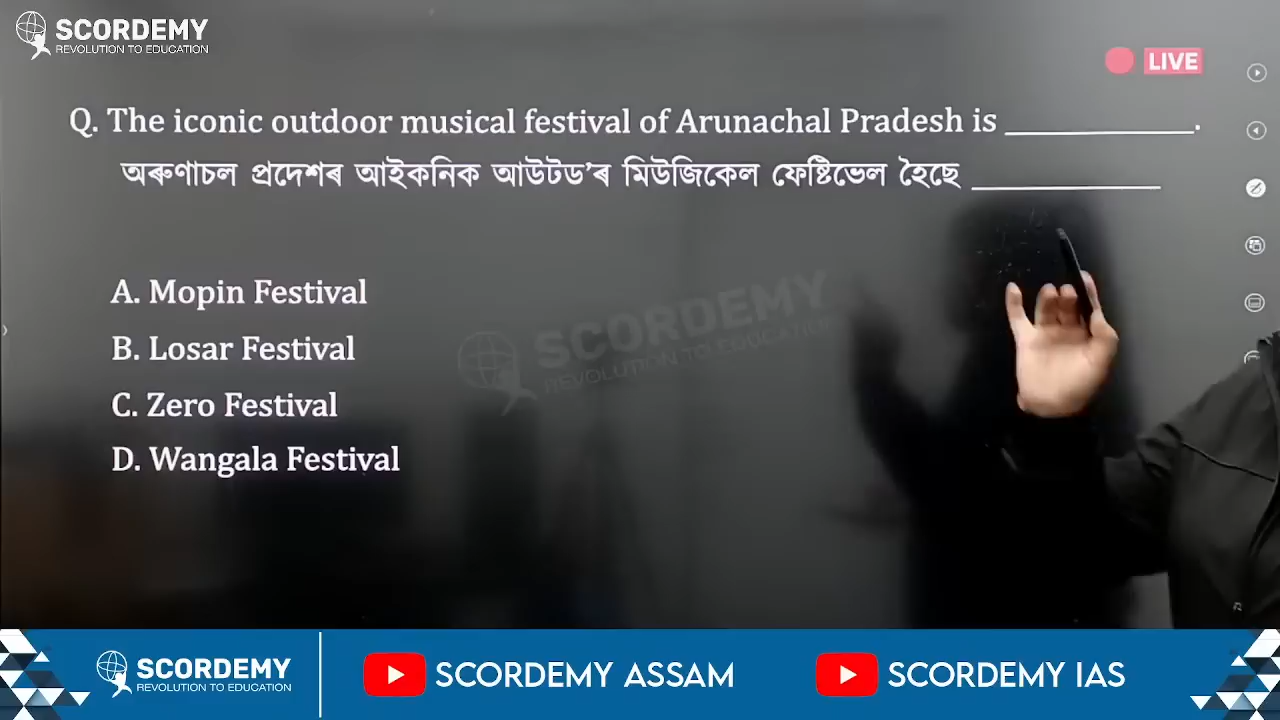 SCORDEMY
REVOLUTION TO EDUCATION
LIVE
Q. The iconic outdoor musical festival of Arunachal Pradesh is ___________.
অৰুণাচল প্ৰদেশৰ আইকনিক আউটড’ৰ মিউজিকেল ফেষ্টিভেল হৈছে ___________
SCORDEMY
REVOLUTION TO EDUCATION
A. Mopin Festival
B. Losar Festival
C. Zero Festival
D. Wangala Festival
SCORDEMY
REVOLUTION TO EDUCATION
SCORDEMY ASSAM
SCORDEMY IAS